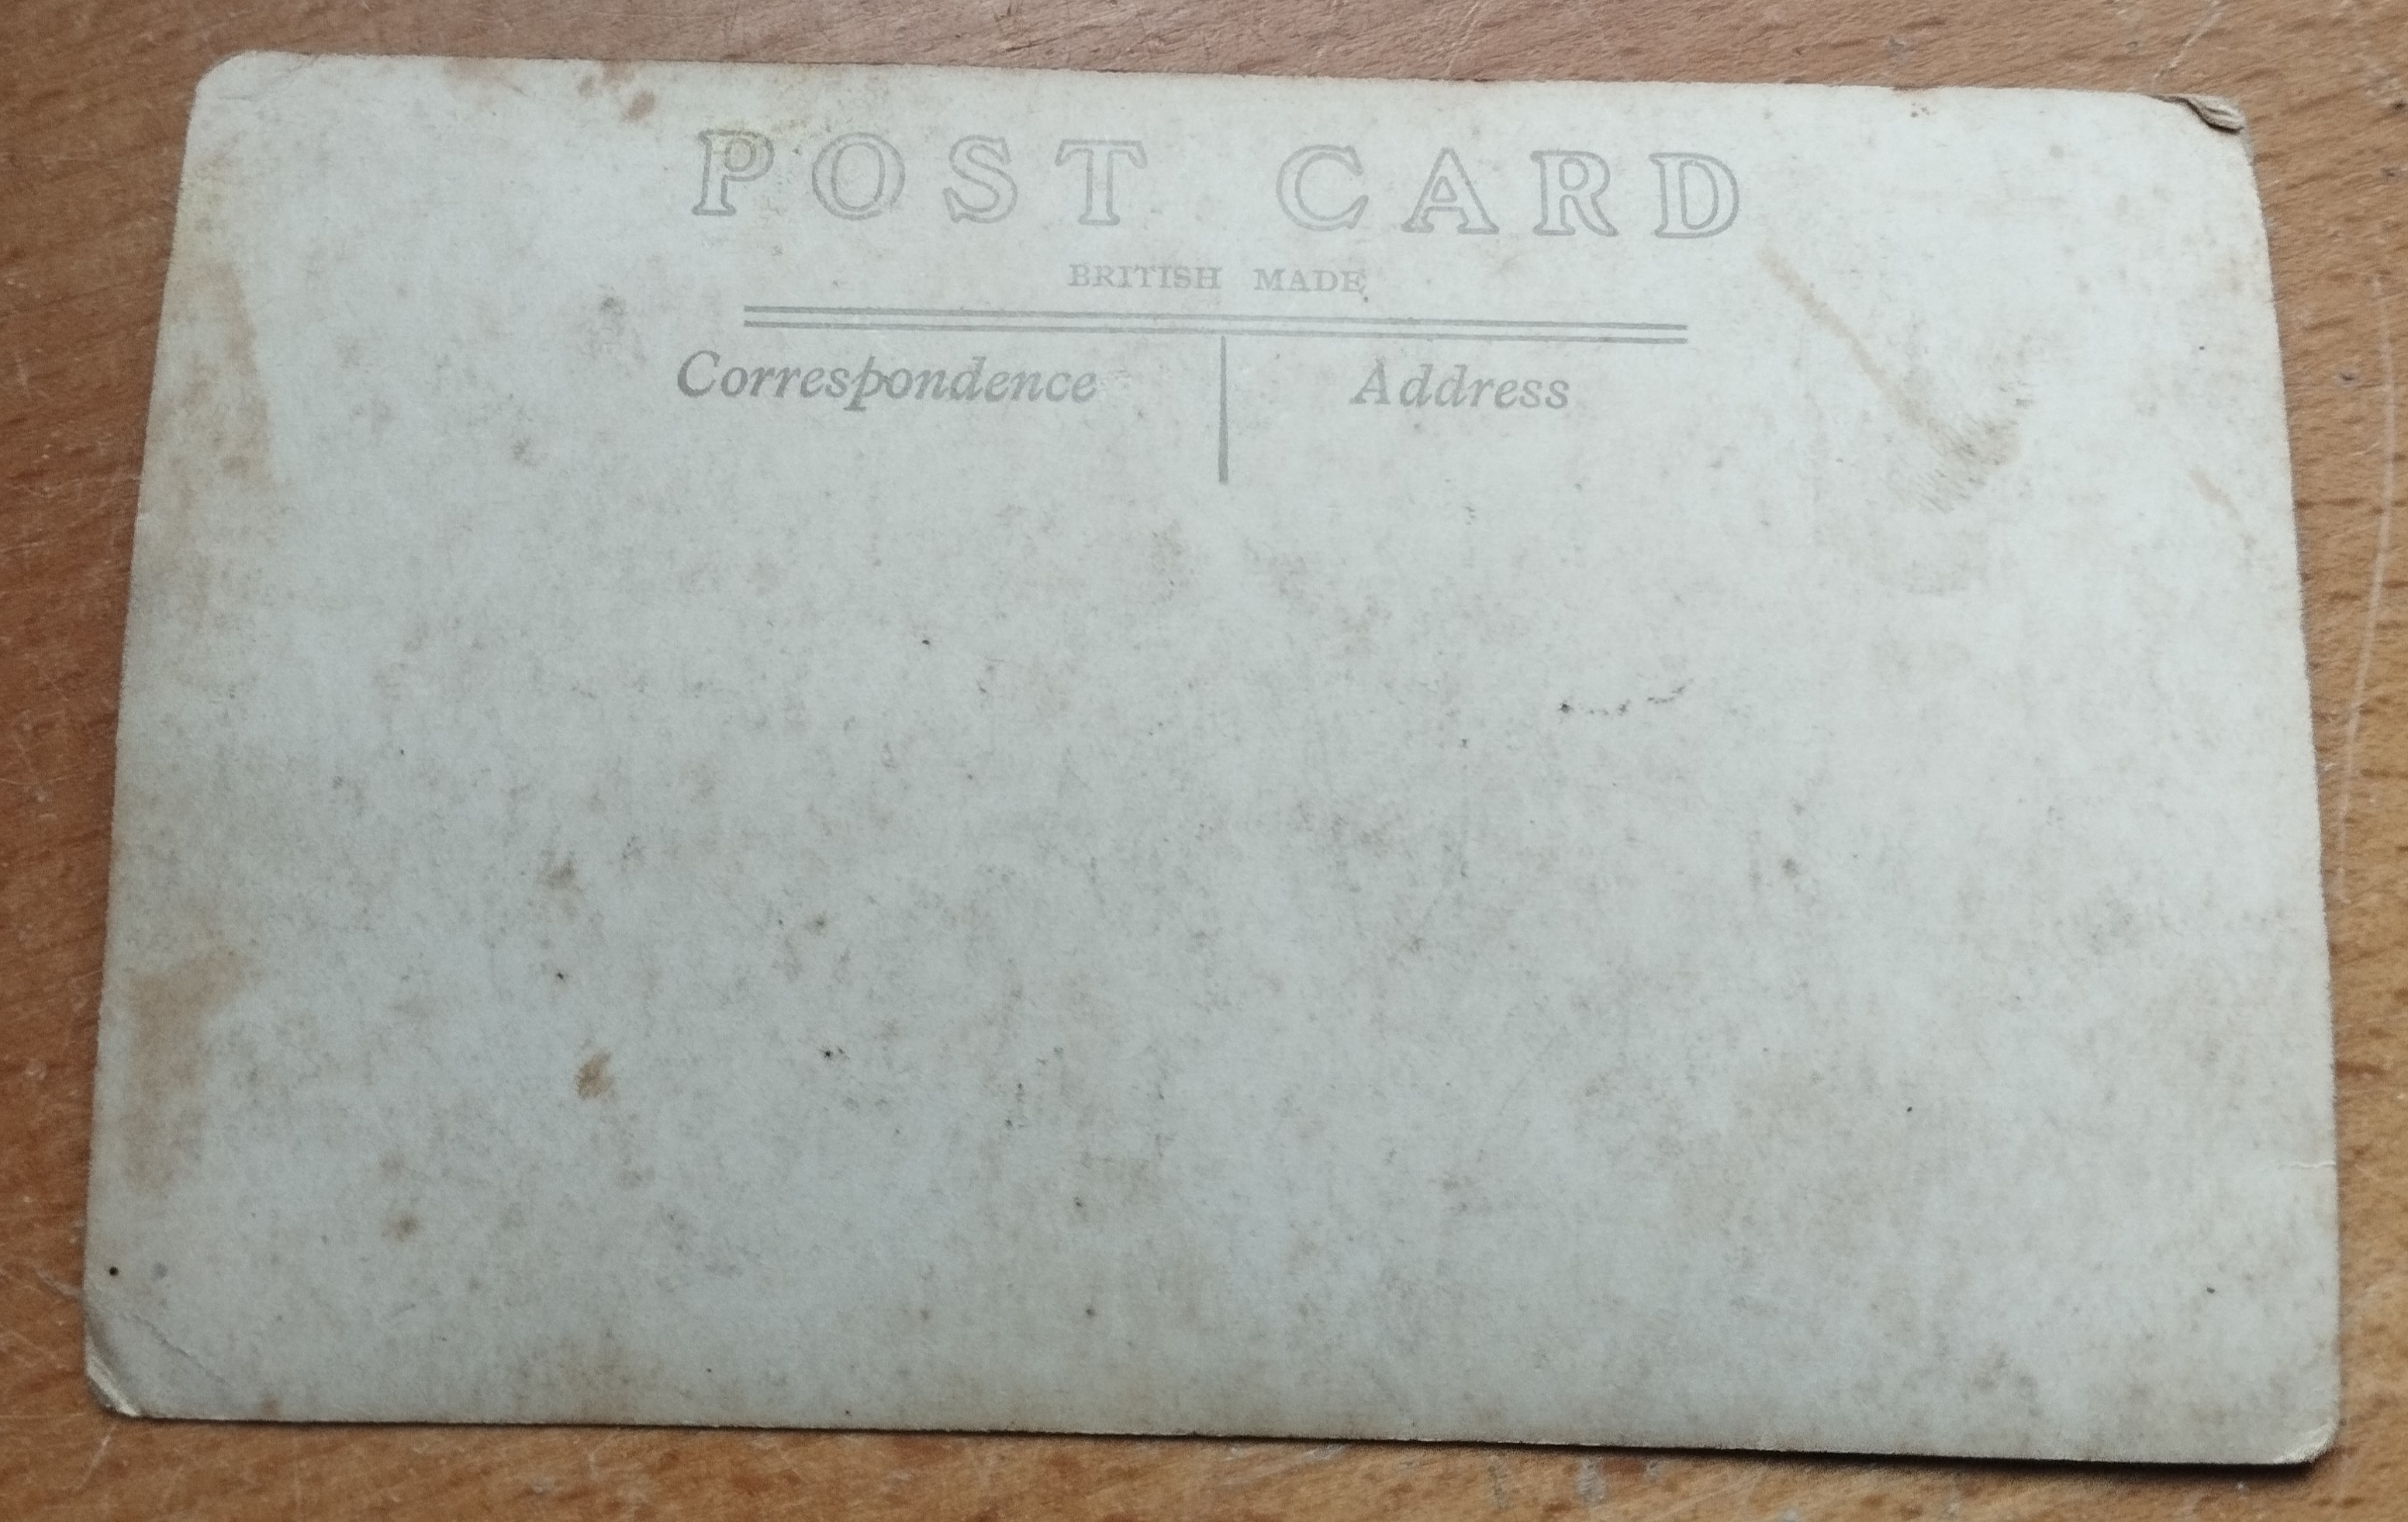 POST CARD
BRITISH MADE
Correspondence
Address